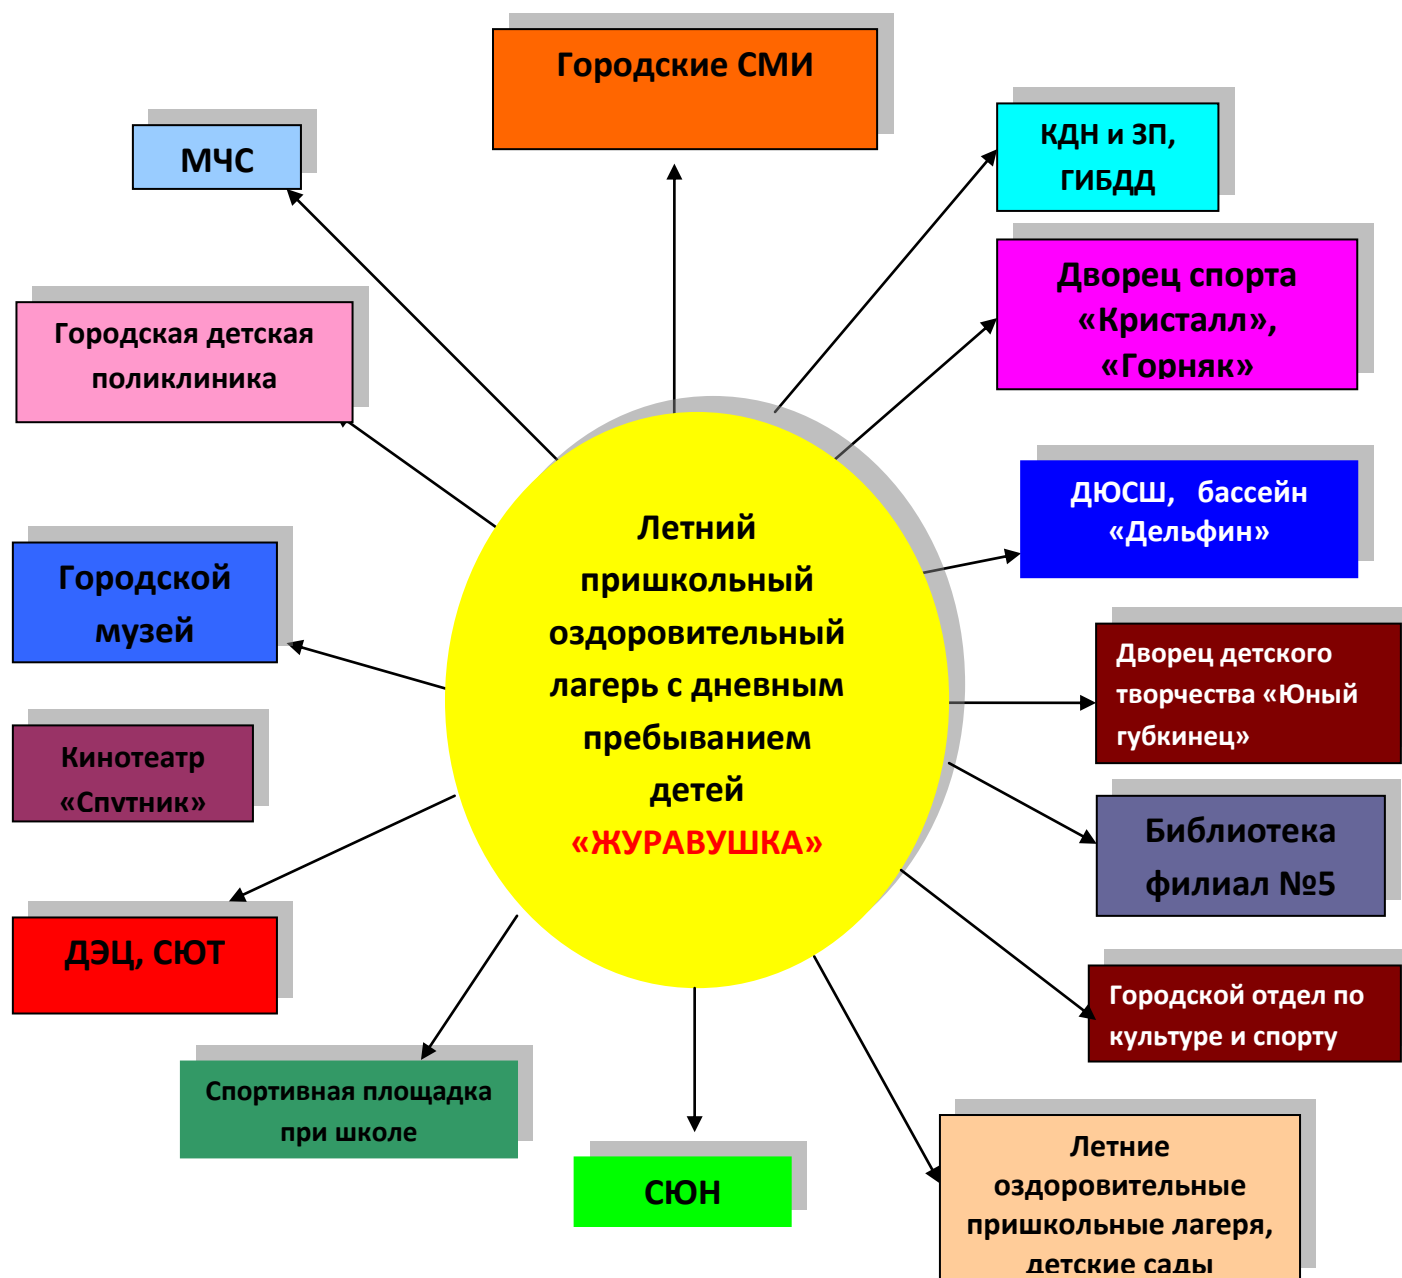 Городские СМИ
МЧС
КДН и ЗП,
ГИБДД
Дворец спорта
«Кристалл»,
«Горняк»
Городская детская
поликлиника
ДЮСШ, бассейн
«Дельфин»
Летний
пришкольный
оздоровительный
лагерь с дневным
пребыванием
детей
«ЖУРАВУШКА»
Городской
музей
Дворец детского
творчества «Юный
губкинец»
Кинотеатр
«Спутник»
Библиотека
филиал №5
ДЭЦ, СЮТ
Городской отдел по
культуре и спорту
Спортивная площадка
при школе
СЮН
Летние
оздоровительные
пришкольные лагеря,
детские сады